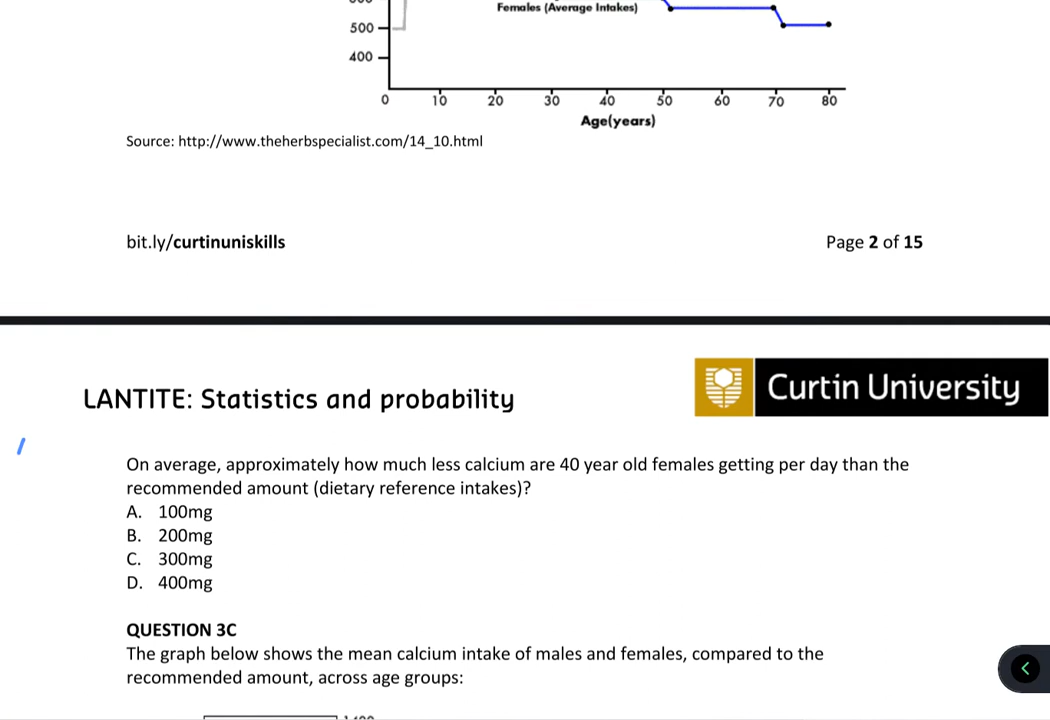 Females (Average Intakes)
500
400
0 10 20 30 40 50 60 70 80
Age(years)
Source: http://www.theherbspecialist.com/14_10.html
bit.ly/curtinuniskills
Page 2 of 15
LANTITE: Statistics and probability
Curtin University
On average, approximately how much less calcium are 40 year old females getting per day than the
recommended amount (dietary reference intakes)?
A. 100mg
B. 200mg
C. 300mg
D. 400mg
QUESTION 3C
The graph below shows the mean calcium intake of males and females, compared to the
recommended amount, across age groups: